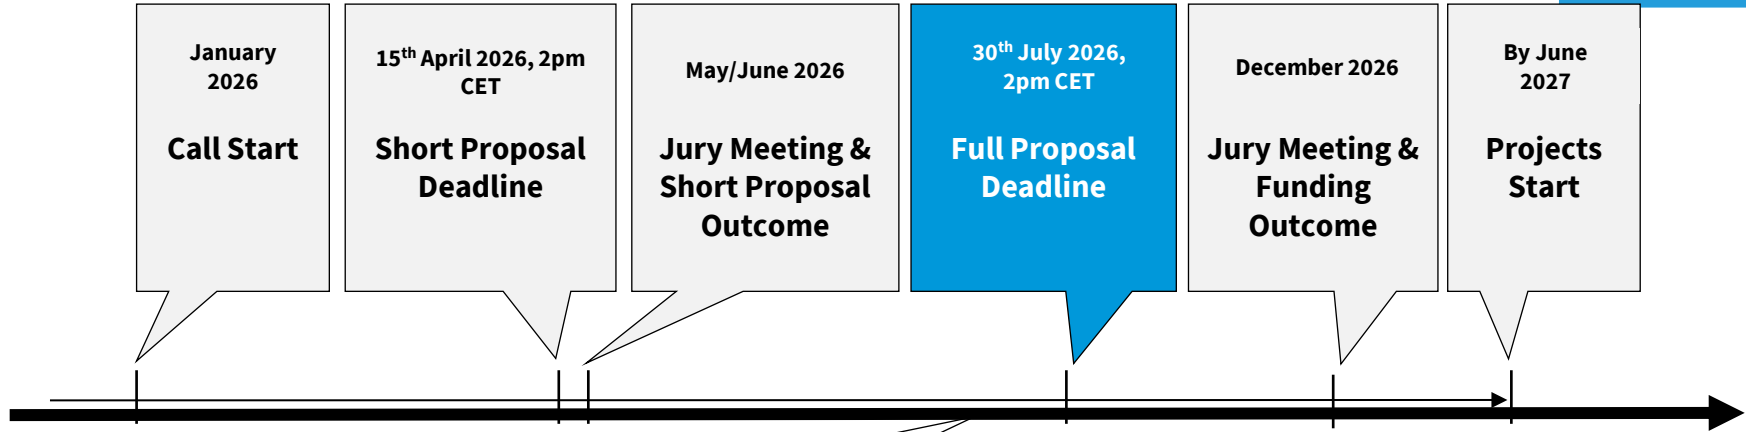 January
2026
Call Start
15th April 2026, 2pm
CET
Short Proposal
Deadline
May/June 2026
Jury Meeting &
Short Proposal
Outcome
30th July 2026,
2pm CET
Full Proposal
Deadline
December 2026
Jury Meeting &
Funding
Outcome
By June
2027
Projects
Start